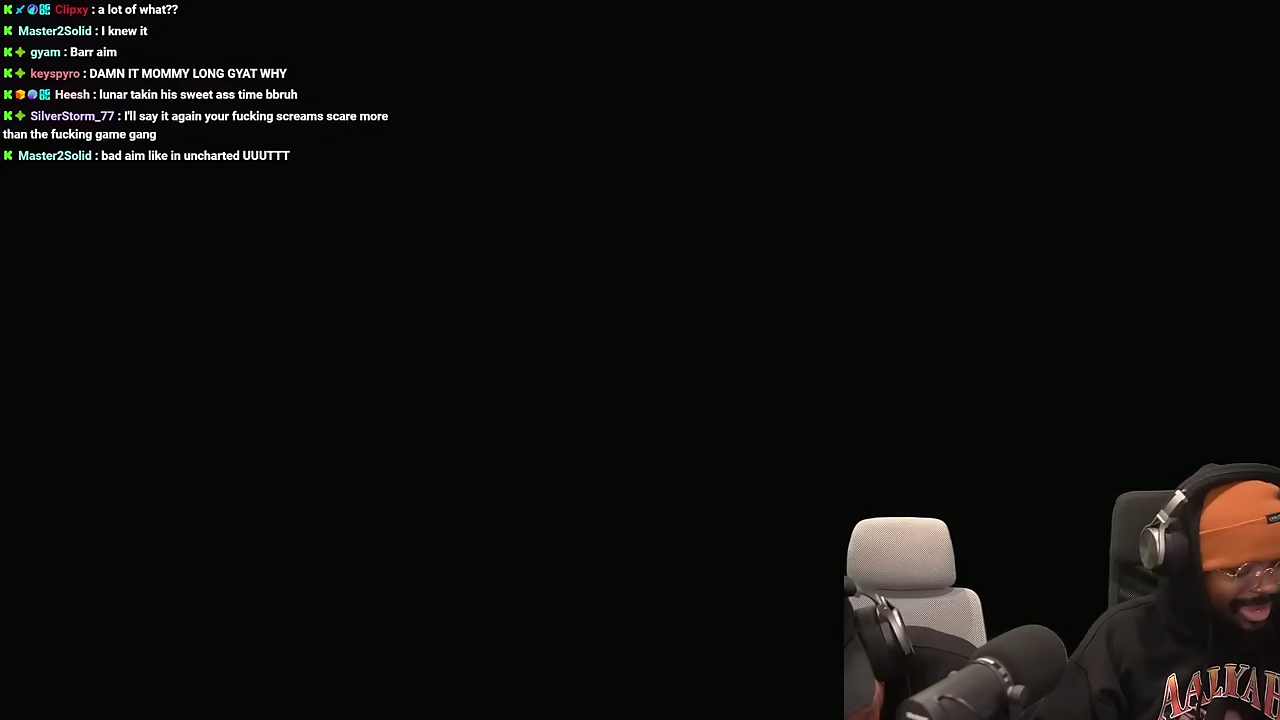 Clipxy : a lot of what??
Master2Solid : I knew it
gyam : Barr aim
keyspyro : DAMN IT MOMMY LONG GYAT WHY
Heesh : lunar takin his sweet ass time bbruh
SilverStorm_77 : I'll say it again your fucking screams scare more
than the fucking game gang
Master2Solid : bad aim like in uncharted UUUTTT
AALIYAH